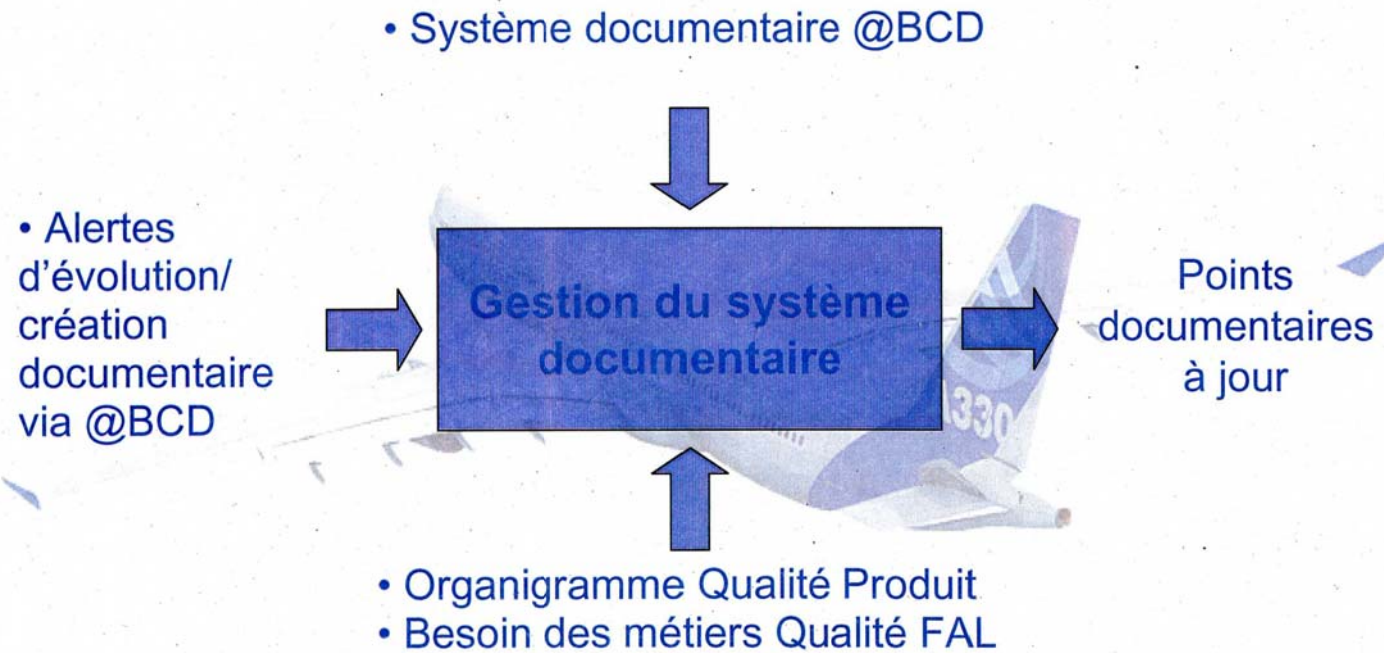 • Système documentaire @BCD
• Alertes
d'évolution/
création
documentaire
via @BCD
Gestion du système
documentaire
Points
documentaires
à jour
330
• Organigramme Qualité Produit
• Besoin des métiers Qualité FAL